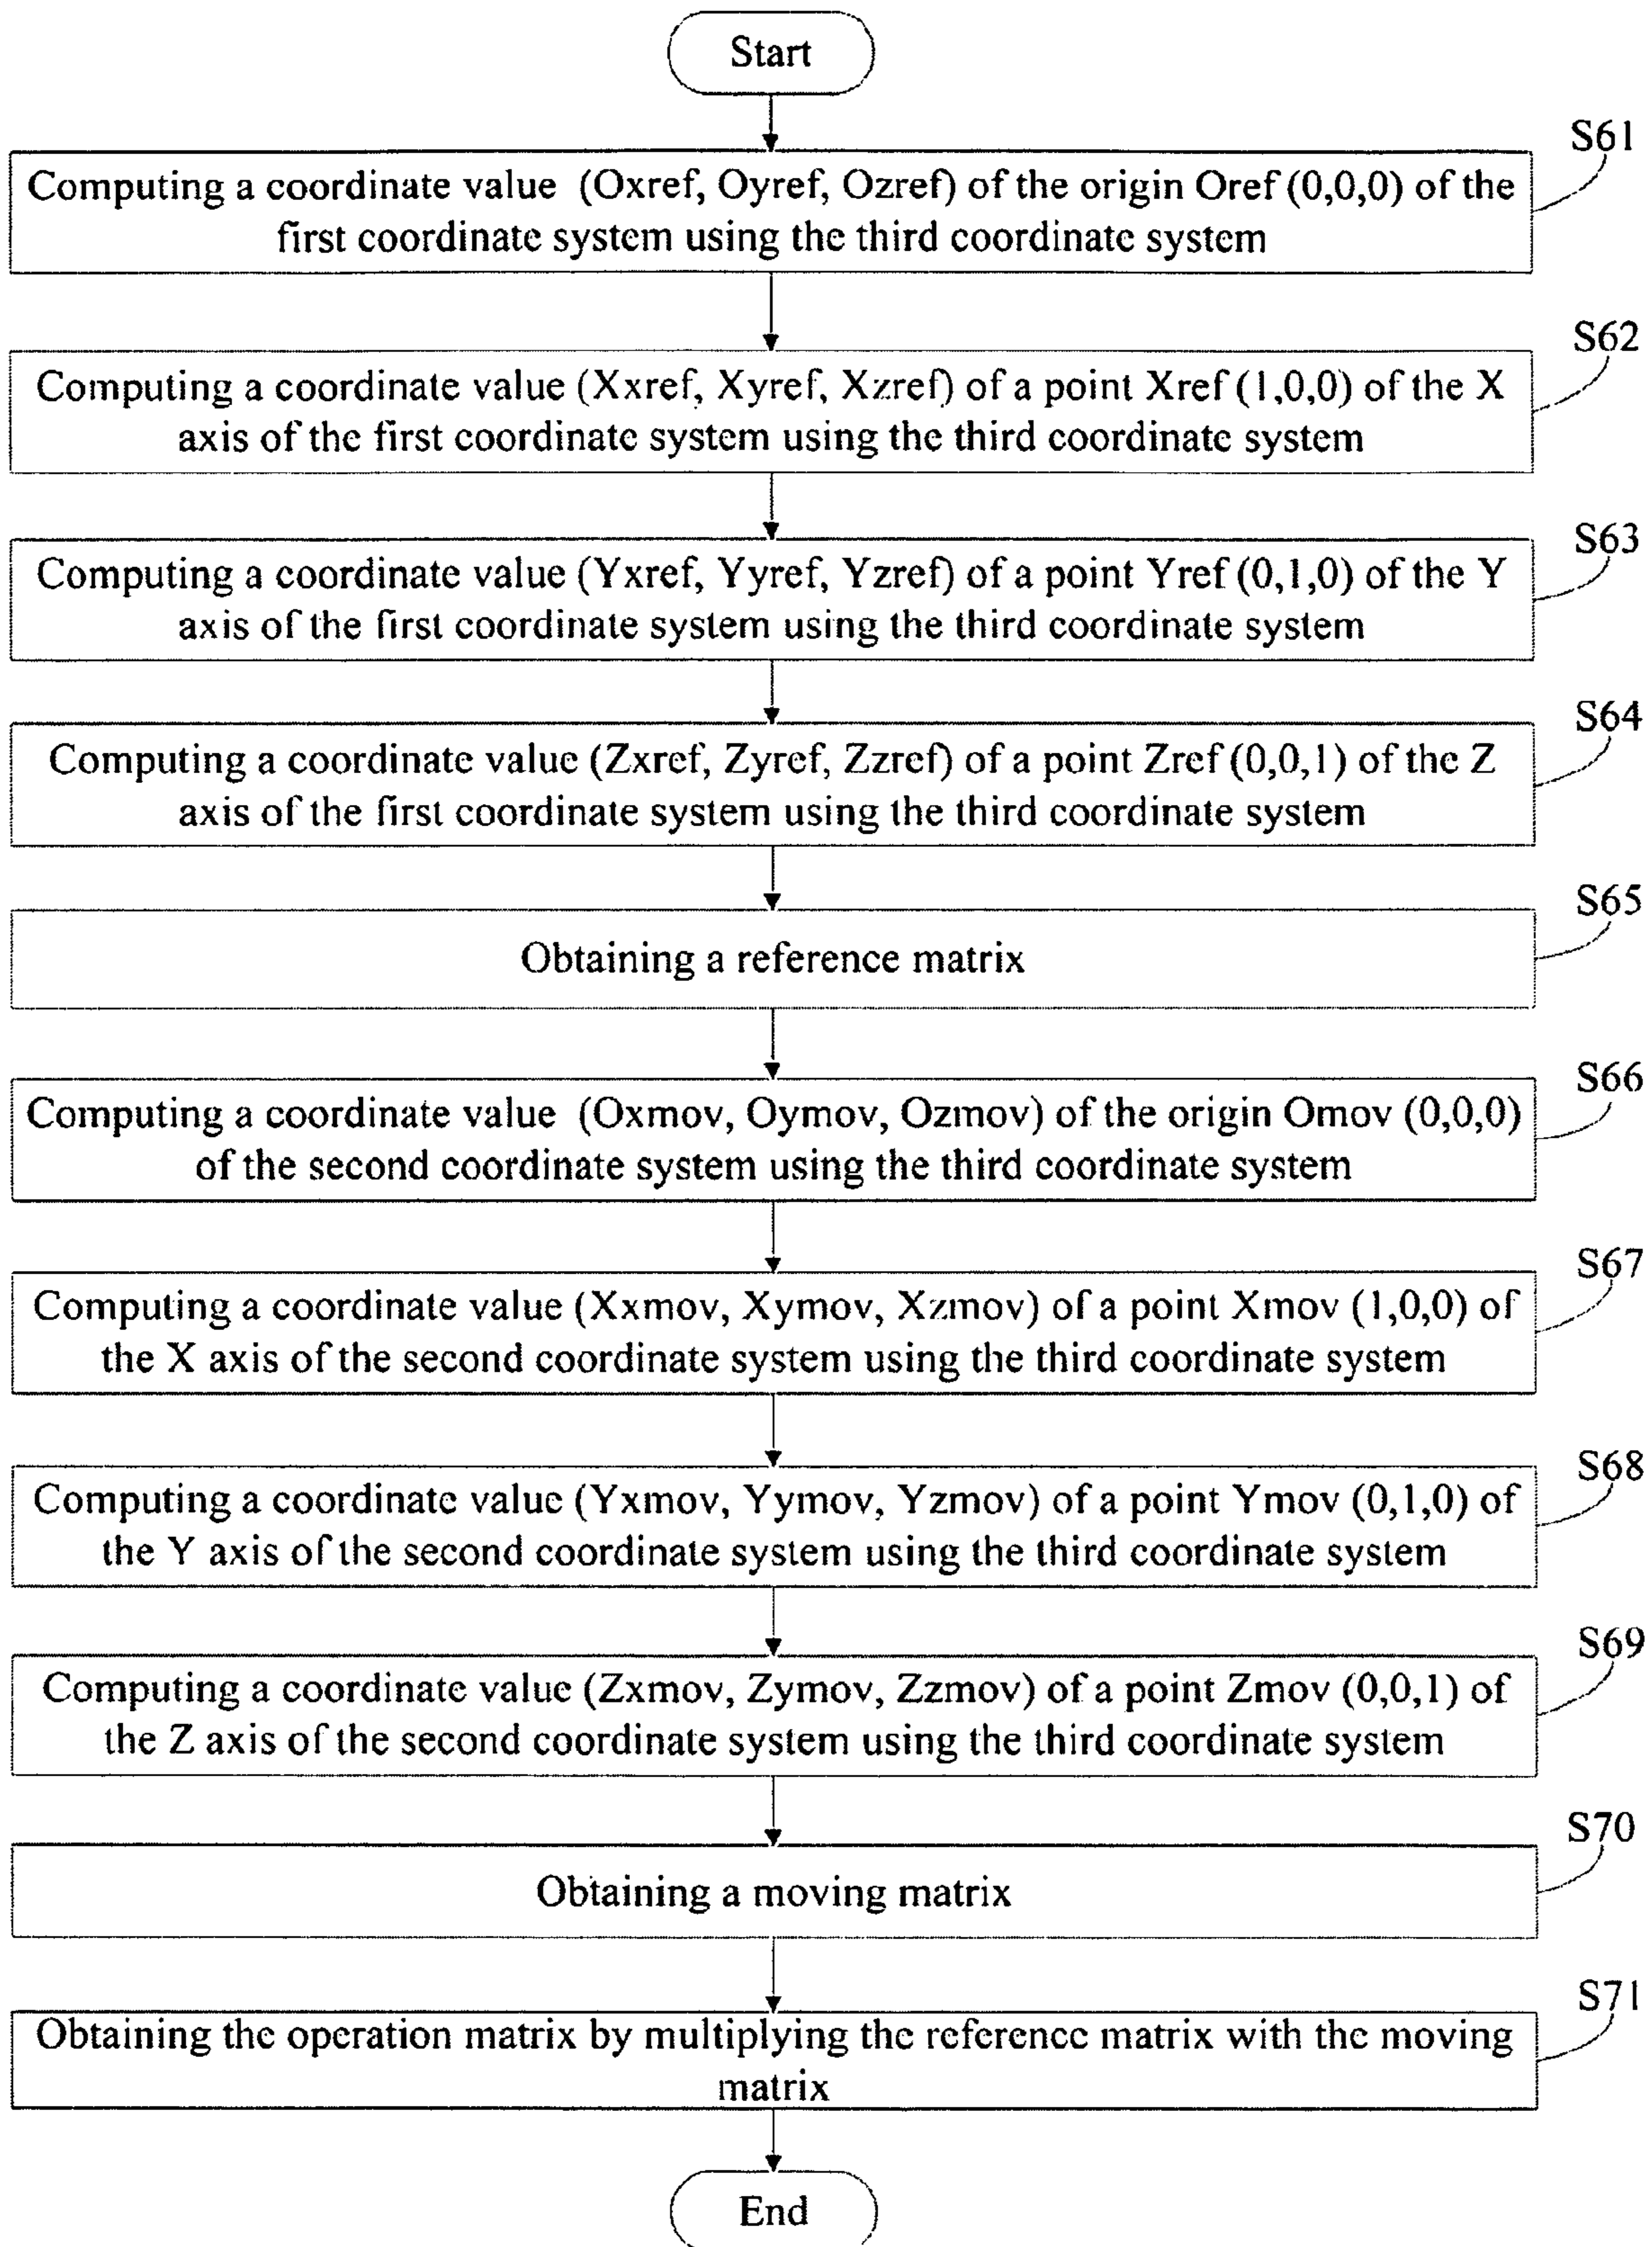 Start
S61
Computing a coordinate value (Oxref, Oyref, Ozref) of the origin Oref (0,0,0) of the
first coordinate system using the third coordinate system
S62
Computing a coordinate value (Xxref, Xyref, Xzref) of a point Xref (1,0,0) of the X
axis of the first coordinate system using the third coordinate system
S63
Computing a coordinate value (Yxref, Yyref, Yzref) of a point Yref (0,1,0) of the Y
axis of the first coordinate system using the third coordinate system
S64
Computing a coordinate value (Zxref, Zyref, Zzref) of a point Zref (0,0,1) of the Z
axis of the first coordinate system using the third coordinate system
S65
Obtaining a reference matrix
S66
Computing a coordinate value (Oxmov, Oymov, Ozmov) of the origin Omov (0,0,0)
of the second coordinate system using the third coordinate system
S67
Computing a coordinate value (Xxmov, Xymov, Xzmov) of a point Xmov (1,0,0) of
the X axis of the second coordinate system using the third coordinate system
S68
Computing a coordinate value (Yxmov, Yymov, Yzmov) of a point Ymov (0,1,0) of
the Y axis of the second coordinate system using the third coordinate system
S69
Computing a coordinate value (Zxmov, Zymov, Zzmov) of a point Zmov (0,0,1) of
the Z axis of the second coordinate system using the third coordinate system
S70
Obtaining a moving matrix
S71
Obtaining the operation matrix by multiplying the reference matrix with the moving
matrix
End